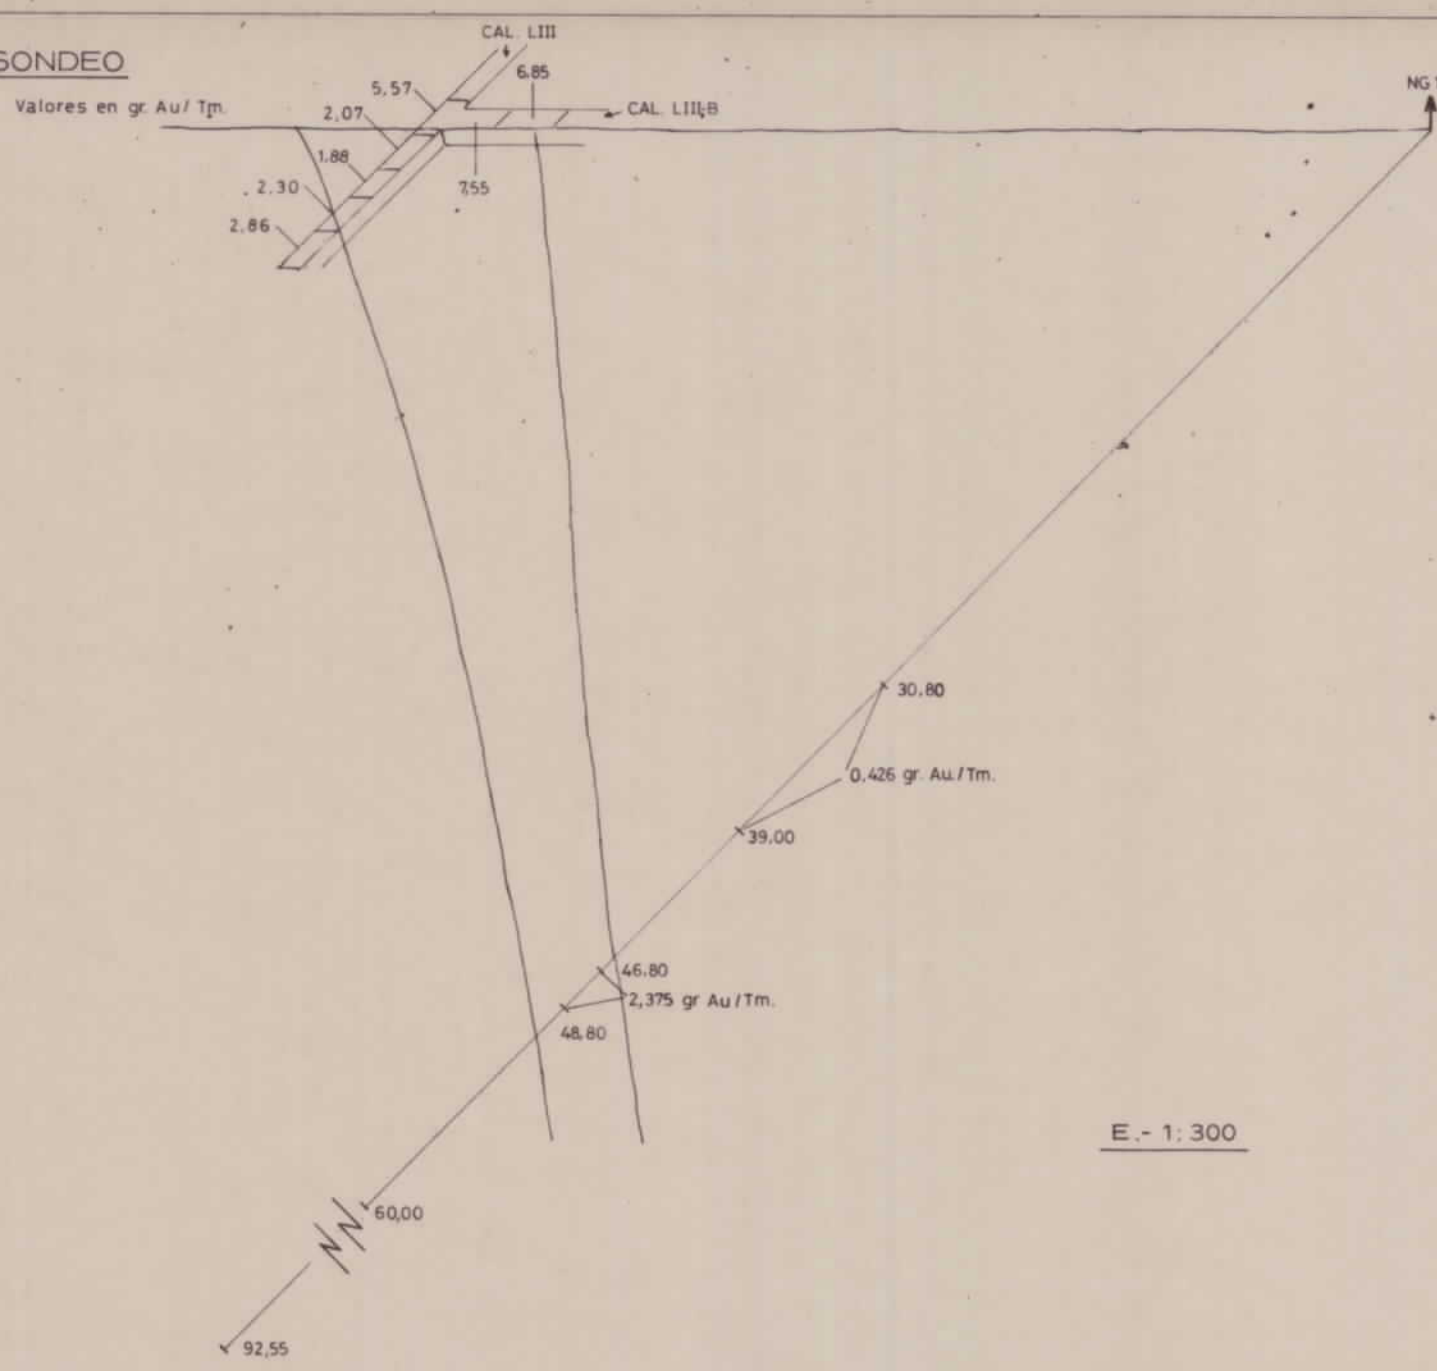 SONDEO
CAL. LIII
6.85
5,57
Valores en gr. Au/Tm.
2,07
CAL. LIII-B
NG
1.88
2,30
7,55
2,86
30.80
0,426 gr. Au./Tm.
39,00
46.80
2,375 gr Au/Tm.
48,80
E.- 1:300
60,00
92,55